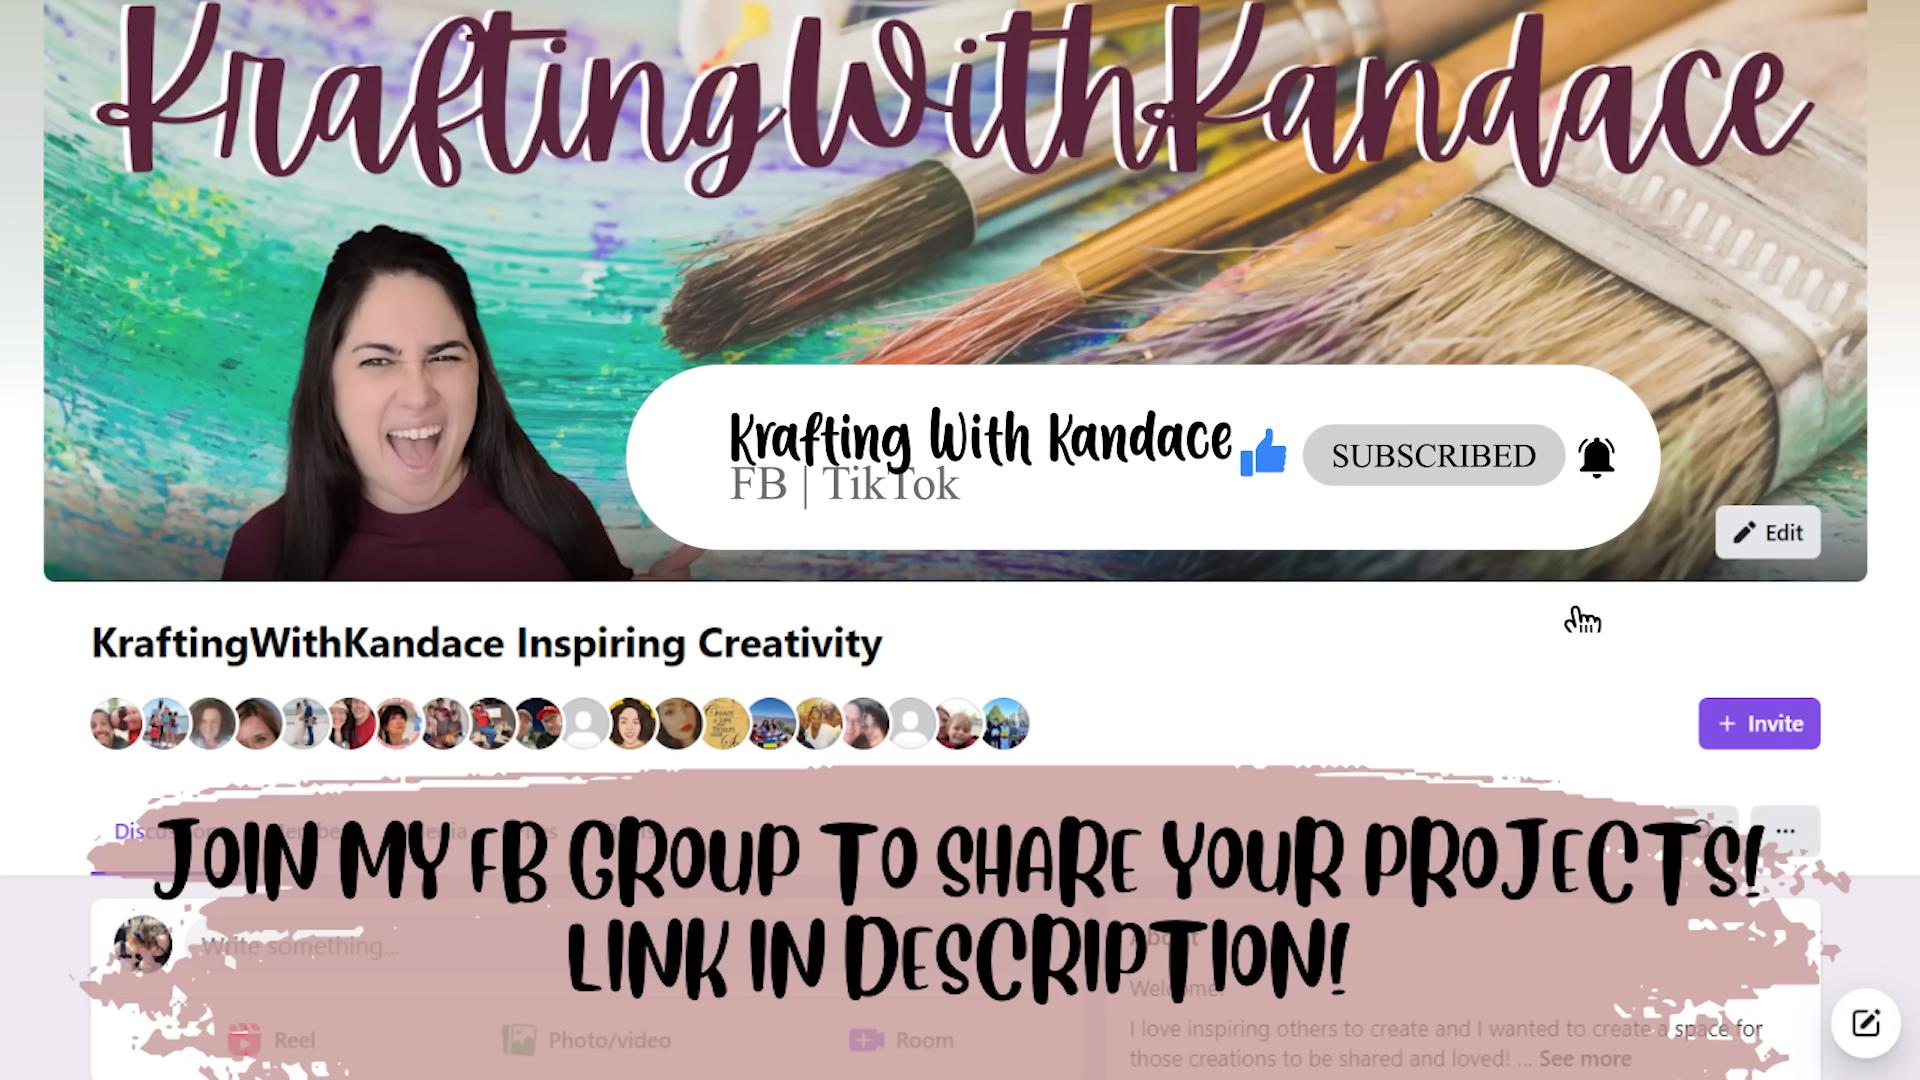 KraftingWithKandace
Krafting With Kandace
SUBSCRIBED
FB | TikTok
Edit
KraftingWithKandace Inspiring Creativity
+ Invite
JOIN MY FB GROUP TO SHARE YOUR PROJECTS!
LINK IN DESCRIPTION!
Write something...
About
Welcome!
Reel
Photo/video
Room
I love inspiring others to create and I wanted to create a space for
those creations to be shared and loved! ... See more